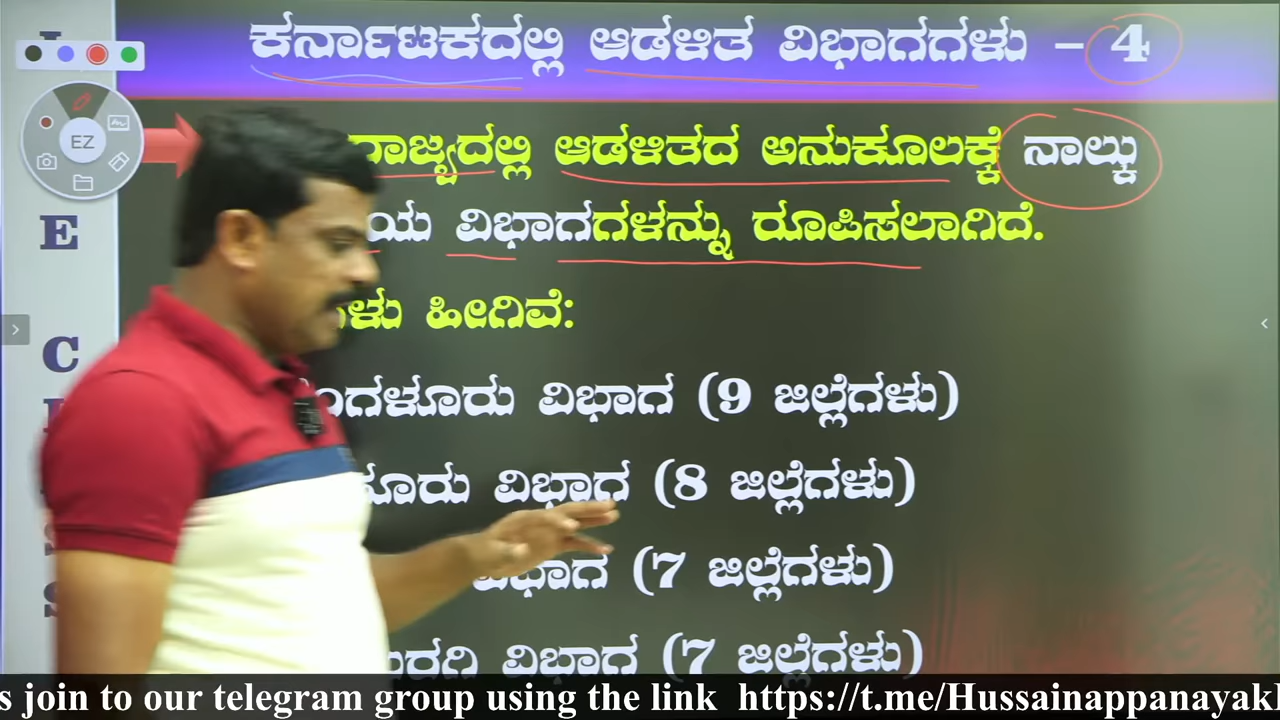 ಕರ್ನಾಟಕದಲ್ಲಿ ಆಡಳಿತ ವಿಭಾಗಗಳು – 4
ರಾಜ್ಯದಲ್ಲಿ ಆಡಳಿತದ ಅನುಕೂಲಕ್ಕೆ ನಾಲ್ಕು
ವಿಭಾಗಗಳನ್ನು ರೂಪಿಸಲಾಗಿದೆ.
ಹೀಗಿವೆ:
ವಿಭಾಗ (9 ಜಿಲ್ಲೆಗಳು)
ವಿಭಾಗ (8 ಜಿಲ್ಲೆಗಳು)
ವಿಭಾಗ (7 ಜಿಲ್ಲೆಗಳು)
ವಿಭಾಗ (7 ಜಿಲ್ಲೆಗಳು)
EZ
E
C
s join to our telegram group using the link https://t.me/Hussainappanayak